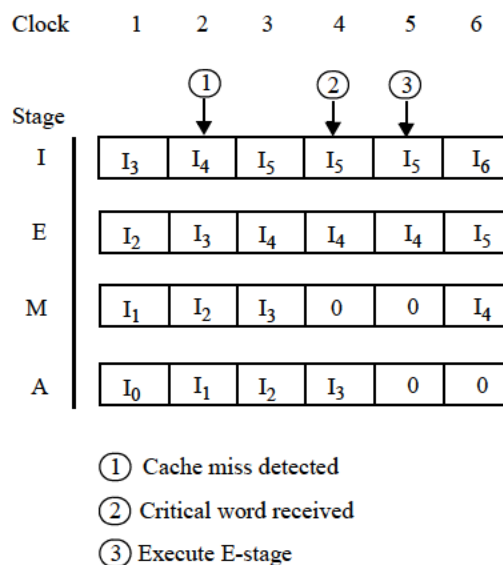 Clock 1 2 3 4 5 6
1 2 3
Stage
I I3 I4 I5 I5 I5 I6
E I2 I3 I4 I4 I4 I5
M I1 I2 I3 0 0 I4
A I0 I1 I2 I3 0 0
1 Cache miss detected
2 Critical word received
3 Execute E-stage